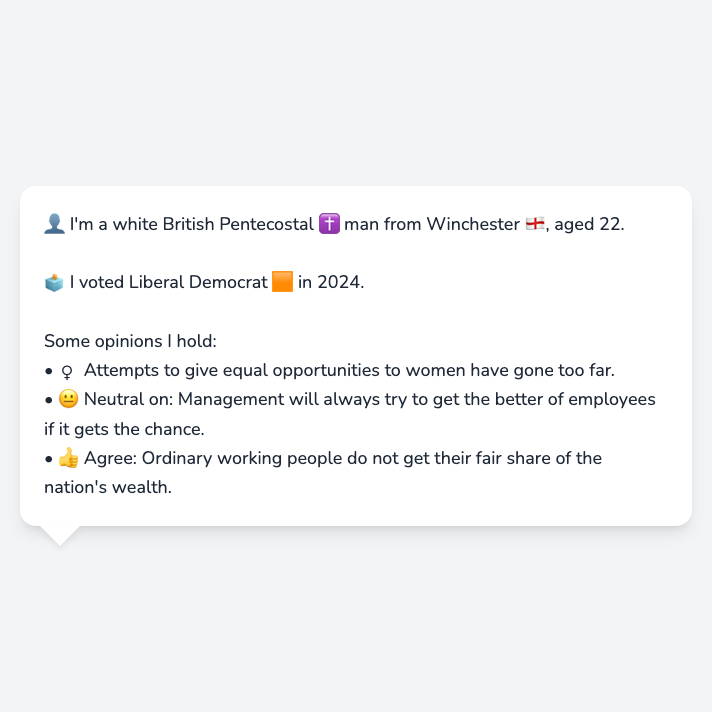 👤 I'm a white British Pentecostal ✝️ man from Winchester 🏴󠁧󠁢󠁥󠁮󠁧󠁿, aged 22.
🗳️ I voted Liberal Democrat 🟧 in 2024.
Some opinions I hold:
• ♀️ Attempts to give equal opportunities to women have gone too far.
• 😐 Neutral on: Management will always try to get the better of employees
if it gets the chance.
• 👍 Agree: Ordinary working people do not get their fair share of the
nation's wealth.